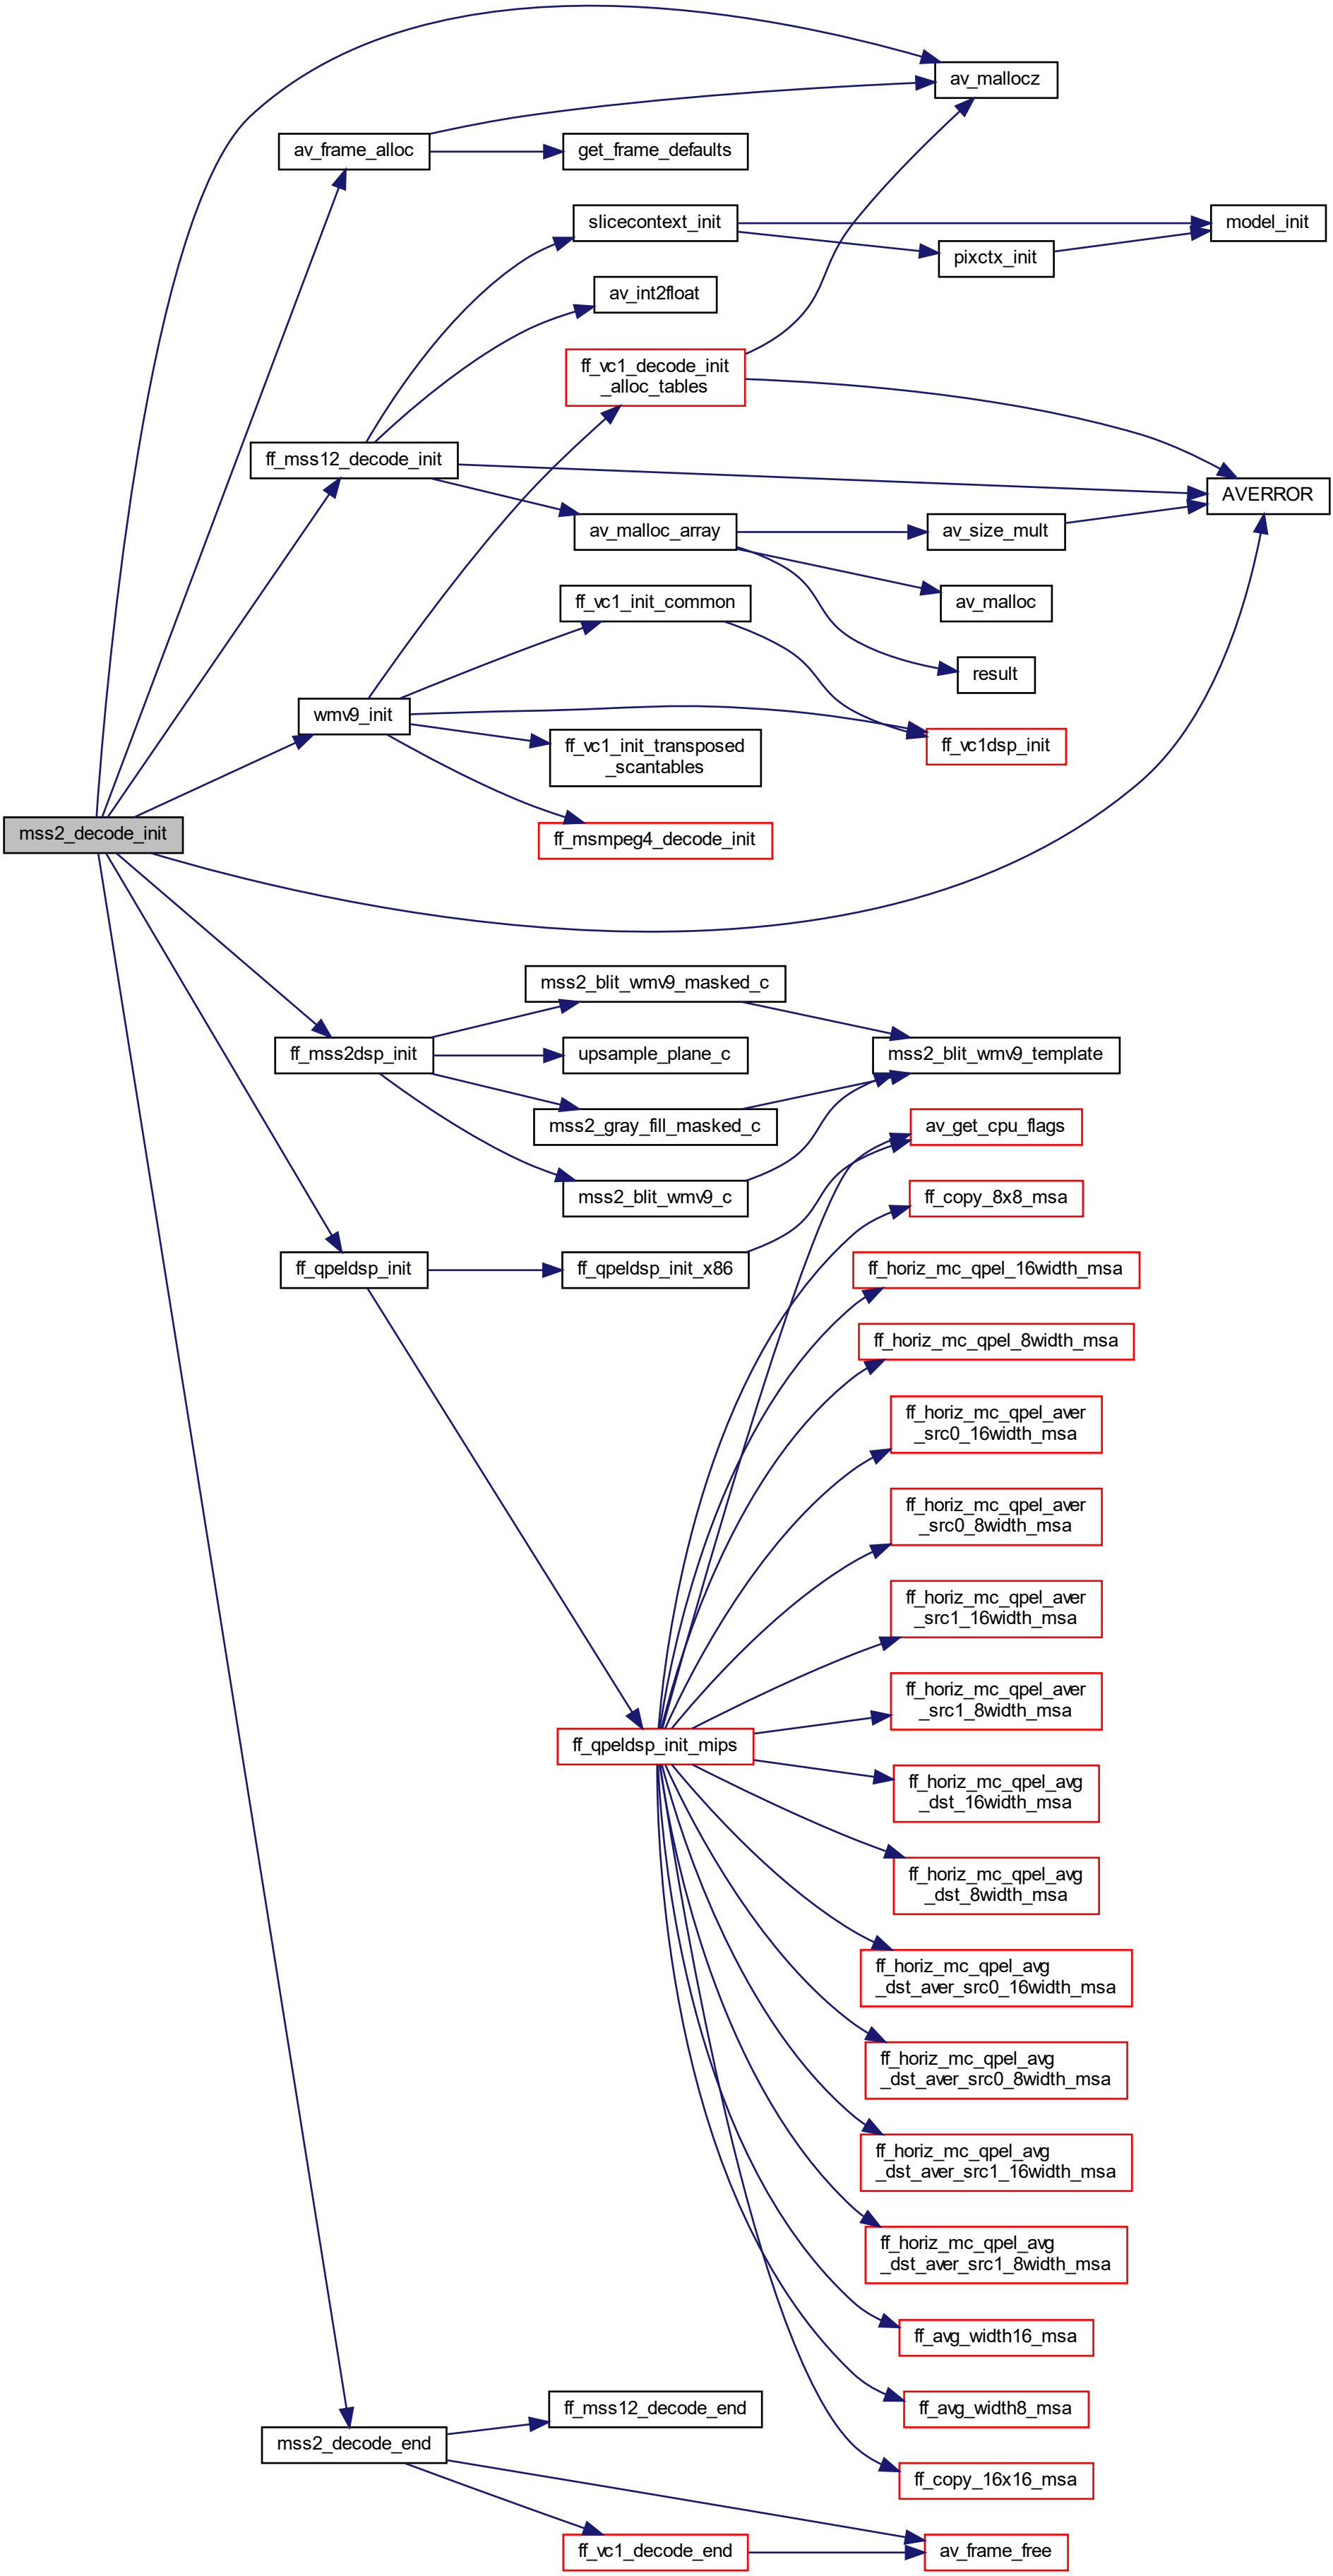 av_mallocz
av_frame_alloc
get_frame_defaults
slicecontext_init
model_init
pixctx_init
av_int2float
ff_vc1_decode_init
_alloc_tables
ff_mss12_decode_init
AVERROR
av_malloc_array
av_size_mult
av_malloc
ff_vc1_init_common
result
wmv9_init
ff_vc1_init_transposed
_scantables
ff_vc1dsp_init
mss2_decode_init
ff_msmpeg4_decode_init
mss2_blit_wmv9_masked_c
ff_mss2dsp_init
upsample_plane_c
mss2_blit_wmv9_template
mss2_gray_fill_masked_c
av_get_cpu_flags
mss2_blit_wmv9_c
ff_copy_8x8_msa
ff_qpeldsp_init
ff_qpeldsp_init_x86
ff_horiz_mc_qpel_16width_msa
ff_horiz_mc_qpel_8width_msa
ff_horiz_mc_qpel_aver
_src0_16width_msa
ff_horiz_mc_qpel_aver
_src0_8width_msa
ff_horiz_mc_qpel_aver
_src1_16width_msa
ff_horiz_mc_qpel_aver
_src1_8width_msa
ff_qpeldsp_init_mips
ff_horiz_mc_qpel_avg
_dst_16width_msa
ff_horiz_mc_qpel_avg
_dst_8width_msa
ff_horiz_mc_qpel_avg
_dst_aver_src0_16width_msa
ff_horiz_mc_qpel_avg
_dst_aver_src0_8width_msa
ff_horiz_mc_qpel_avg
_dst_aver_src1_16width_msa
ff_horiz_mc_qpel_avg
_dst_aver_src1_8width_msa
ff_avg_width16_msa
ff_avg_width8_msa
ff_mss12_decode_end
mss2_decode_end
ff_copy_16x16_msa
ff_vc1_decode_end
av_frame_free